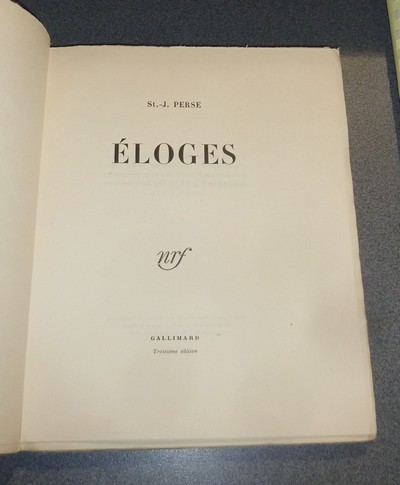 St.-J. PERSE
ÉLOGES
nrf
GALLIMARD
Troisième édition